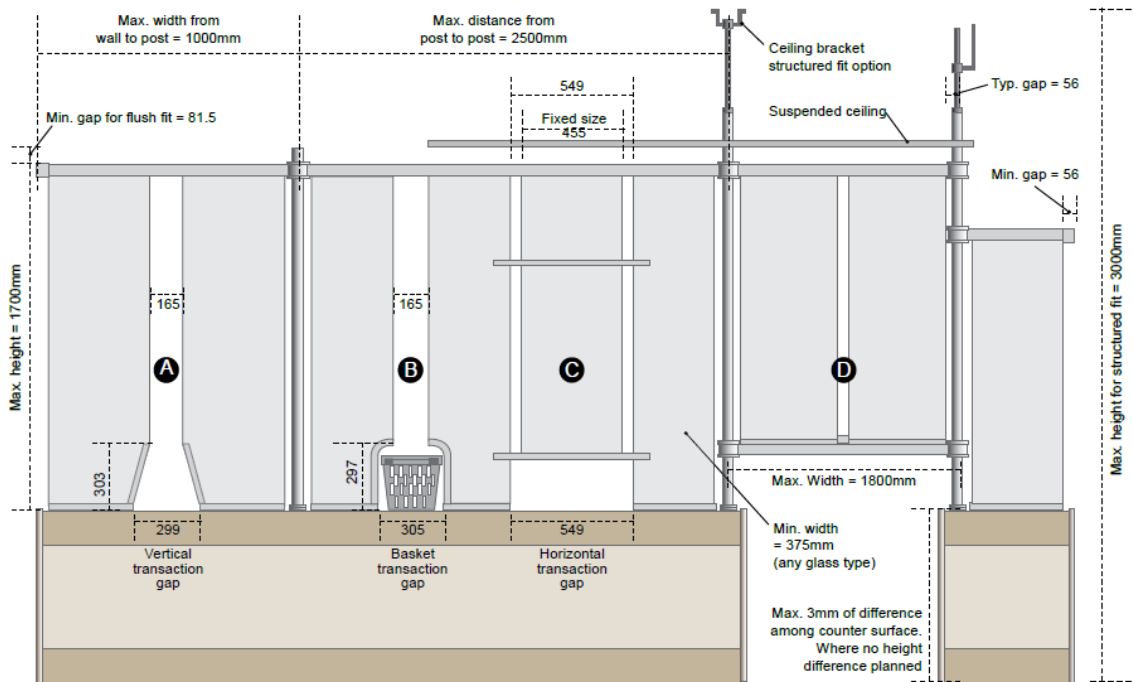 Max. width from
wall to post = 1000mm
Max. distance from
post to post = 2500mm
Ceiling bracket
structured fit option
549
Typ. gap = 56
Min. gap for flush fit = 81.5
Fixed size
455
Suspended ceiling
Min. gap = 56
Max. height = 1700mm
Max. height for structured fit = 3000mm
165
165
A
B
C
D
303
297
Max. Width = 1800mm
299
305
549
Vertical
transaction
gap
Basket
transaction
gap
Horizontal
transaction
gap
Min. width
= 375mm
(any glass type)
Max. 3mm of difference
among counter surface.
Where no height
difference planned